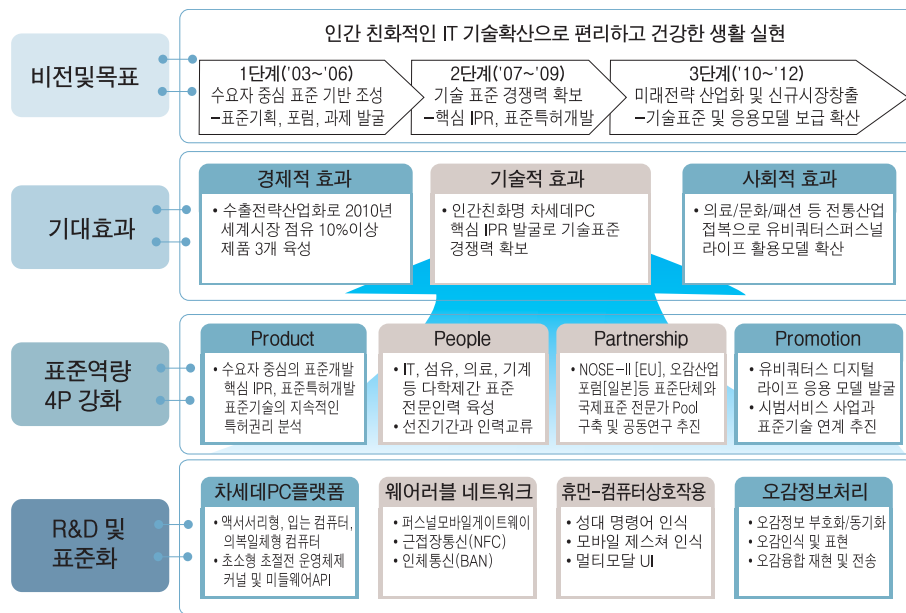 비전및목표
인간 친화적인 IT 기술확산으로 편리하고 건강한 생활 실현
1단계('03~'06)
수요자 중심 표준 기반 조성
-표준기획, 포럼, 과제 발굴
2단계('07~'09)
기술 표준 경쟁력 확보
-핵심 IPR, 표준특허개발
3단계('10~'12)
미래전략 산업화 및 신규시장창출
-기술표준 및 응용모델 보급 확산
기대효과
경제적 효과
• 수출전략산업화로 2010년
세계시장 점유 10%이상
제품 3개 육성
기술적 효과
• 인간친화명 차세데PC
핵심 IPR 발굴로 기술표준
경쟁력 확보
사회적 효과
• 의료/문화/패션 등 전통산업
접복으로 유비쿼터스퍼스널
라이프 활용모델 확산
표준역량
4P 강화
Product
• 수요자 중심의 표준개발
핵심 IPR, 표준특허개발
표준기술의 지속적인
특허권리 분석
People
• IT, 섬유, 의료, 기계
등 다학제간 표준
전문인력 육성
• 선진기간과 인력교류
Partnership
• NOSE-II [EU], 오감산업
포럼[일본]등 표준단체와
국제표준 전문가 Pool
구축 및 공동연구 추진
Promotion
• 유비쿼터스 디지털
라이프 응용 모델 발굴
• 시범서비스 사업과
표준기술 연계 추진
R&D 및
표준화
차세데PC플랫폼
• 액서서리형, 입는 컴퓨터,
의복일체형 컴퓨터
• 초소형 초절전 운영체제
커널 및 미들웨어API
웨어러블 네트워크
• 퍼스널모바일게이트웨이
• 근접장통신(NFC)
• 인체통신(BAN)
휴먼-컴퓨터상호작용
• 성대 명령어 인식
• 모바일 제스쳐 인식
• 멀티모달 UI
오감정보처리
• 오감정보 부호화/동기화
• 오감인식 및 표현
• 오감융합 재현 및 전송